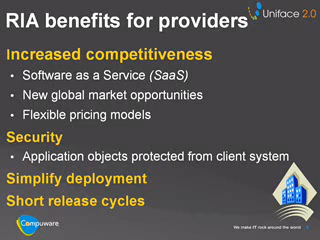 RIA benefits for providers
Uniface 2.0
Increased competitiveness
• Software as a Service (SaaS)
• New global market opportunities
• Flexible pricing models
Security
• Application objects protected from client system
Simplify deployment
Short release cycles
Compuware
We make IT rock around the world